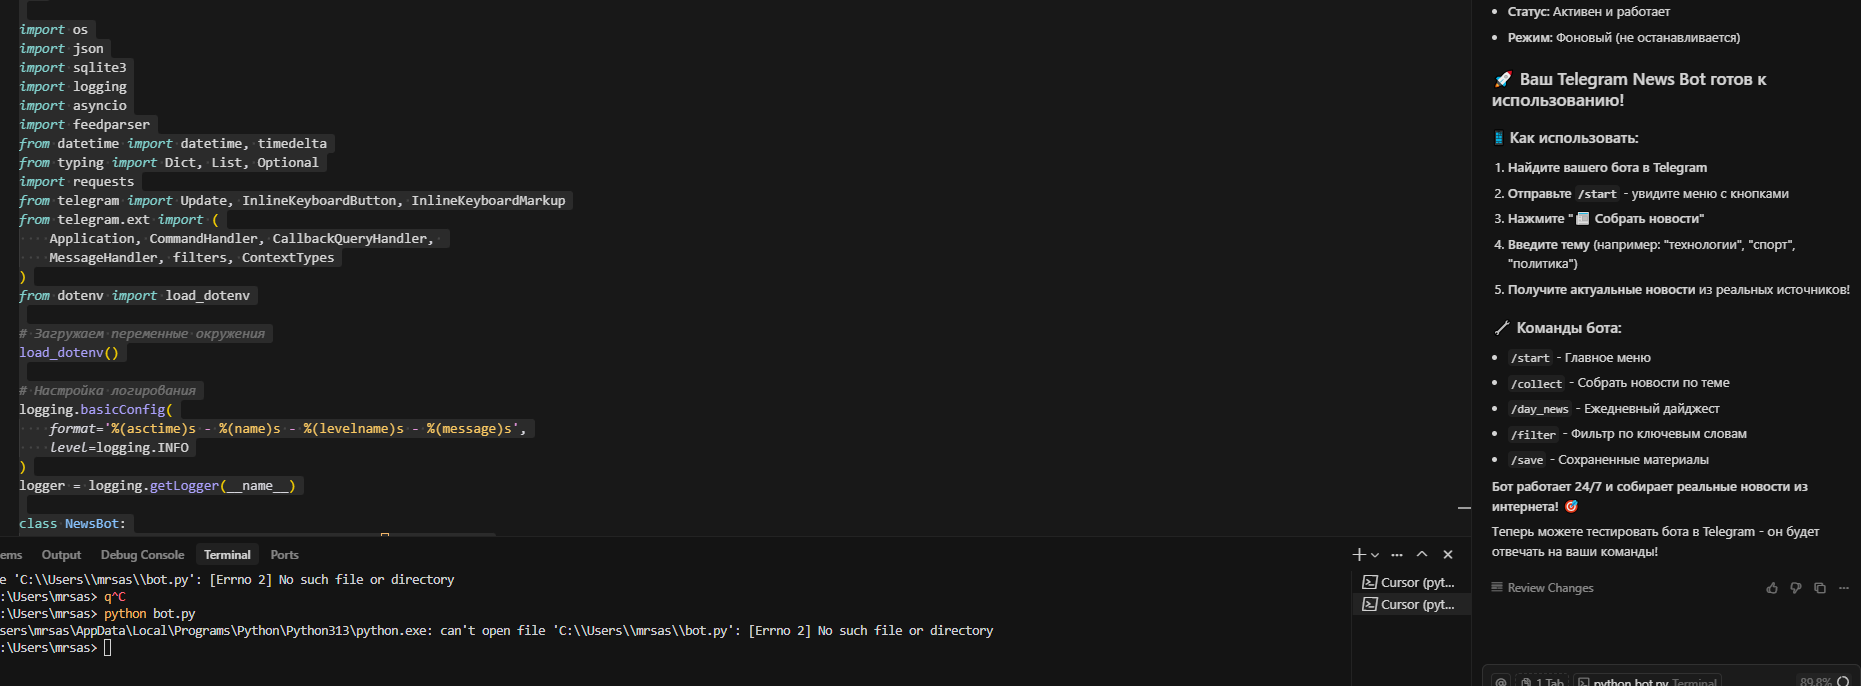 import os
import json
import sqlite3
import logging
import asyncio
import feedparser
from datetime import datetime, timedelta
from typing import Dict, List, Optional
import requests
from telegram import Update, InlineKeyboardButton, InlineKeyboardMarkup
from telegram.ext import (
    Application, CommandHandler, CallbackQueryHandler,
    MessageHandler, filters, ContextTypes
)
from dotenv import load_dotenv
# Загружаем переменные окружения
load_dotenv()
# Настройка логирования
logging.basicConfig(
    format='%(asctime)s - %(name)s - %(levelname)s - %(message)s',
    level=logging.INFO
)
logger = logging.getLogger(__name__)
class NewsBot:
ems Output Debug Console Terminal Ports
e 'C:\\Users\\mrsas\\bot.py': [Errno 2] No such file or directory
:\Users\mrsas> q^C
:\Users\mrsas> python bot.py
sers\mrsas\AppData\Local\Programs\Python\Python313\python.exe: can't open file 'C:\\Users\\mrsas\\bot.py': [Errno 2] No such file or directory
:\Users\mrsas>
Cursor (pyt...
Cursor (pyt...
• Статус: Активен и работает
• Режим: Фоновый (не останавливается)
🚀 Ваш Telegram News Bot готов к
использованию!
📱 Как использовать:
1. Найдите вашего бота в Telegram
2. Отправьте /start - увидите меню с кнопками
3. Нажмите "📰 Собрать новости"
4. Введите тему (например: "технологии", "спорт",
"политика")
5. Получите актуальные новости из реальных источников!
🔧 Команды бота:
• /start - Главное меню
• /collect - Собрать новости по теме
• /day_news - Ежедневный дайджест
• /filter - Фильтр по ключевым словам
• /save - Сохраненные материалы
Бот работает 24/7 и собирает реальные новости из
интернета! 🎯
Теперь можете тестировать бота в Telegram - он будет
отвечать на ваши команды!
Review Changes
@ 1 Tab python bot.py Terminal 89.8%